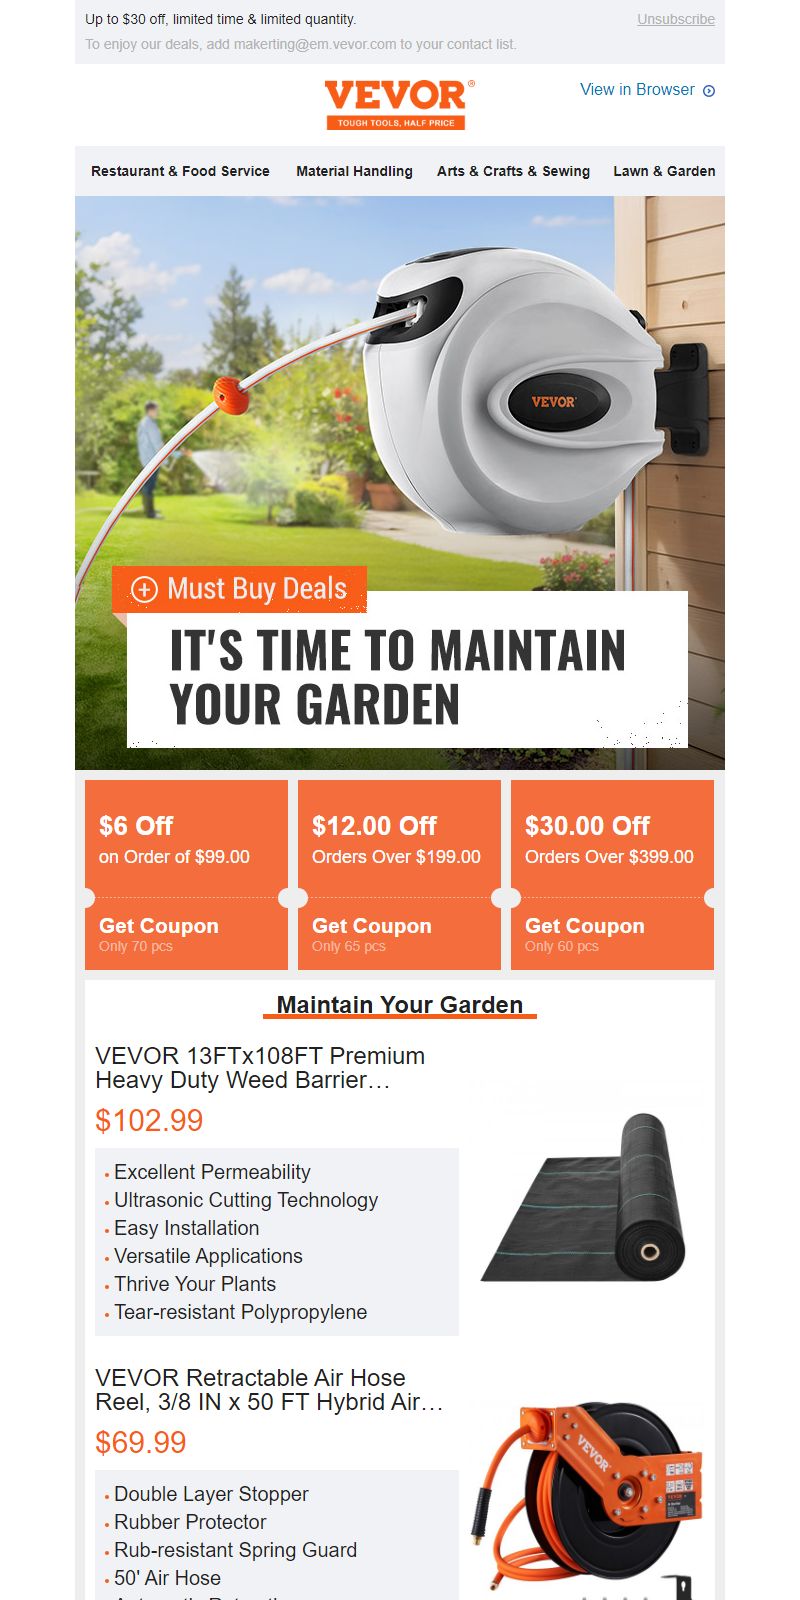 Up to $30 off, limited time & limited quantity.
Unsubscribe
To enjoy our deals, add makerting@em.vevor.com to your contact list.
VEVOR®
TOUGH TOOLS, HALF PRICE
View in Browser
Restaurant & Food Service
Material Handling
Arts & Crafts & Sewing
Lawn & Garden
VEVOR
Must Buy Deals
IT'S TIME TO MAINTAIN
YOUR GARDEN
$6 Off
on Order of $99.00
Get Coupon
Only 70 pcs
$12.00 Off
Orders Over $199.00
Get Coupon
Only 65 pcs
$30.00 Off
Orders Over $399.00
Get Coupon
Only 60 pcs
Maintain Your Garden
VEVOR 13FTx108FT Premium
Heavy Duty Weed Barrier…
$102.99
• Excellent Permeability
• Ultrasonic Cutting Technology
• Easy Installation
• Versatile Applications
• Thrive Your Plants
• Tear-resistant Polypropylene
VEVOR Retractable Air Hose
Reel, 3/8 IN x 50 FT Hybrid Air…
$69.99
VEVOR
• Double Layer Stopper
• Rubber Protector
• Rub-resistant Spring Guard
• 50' Air Hose